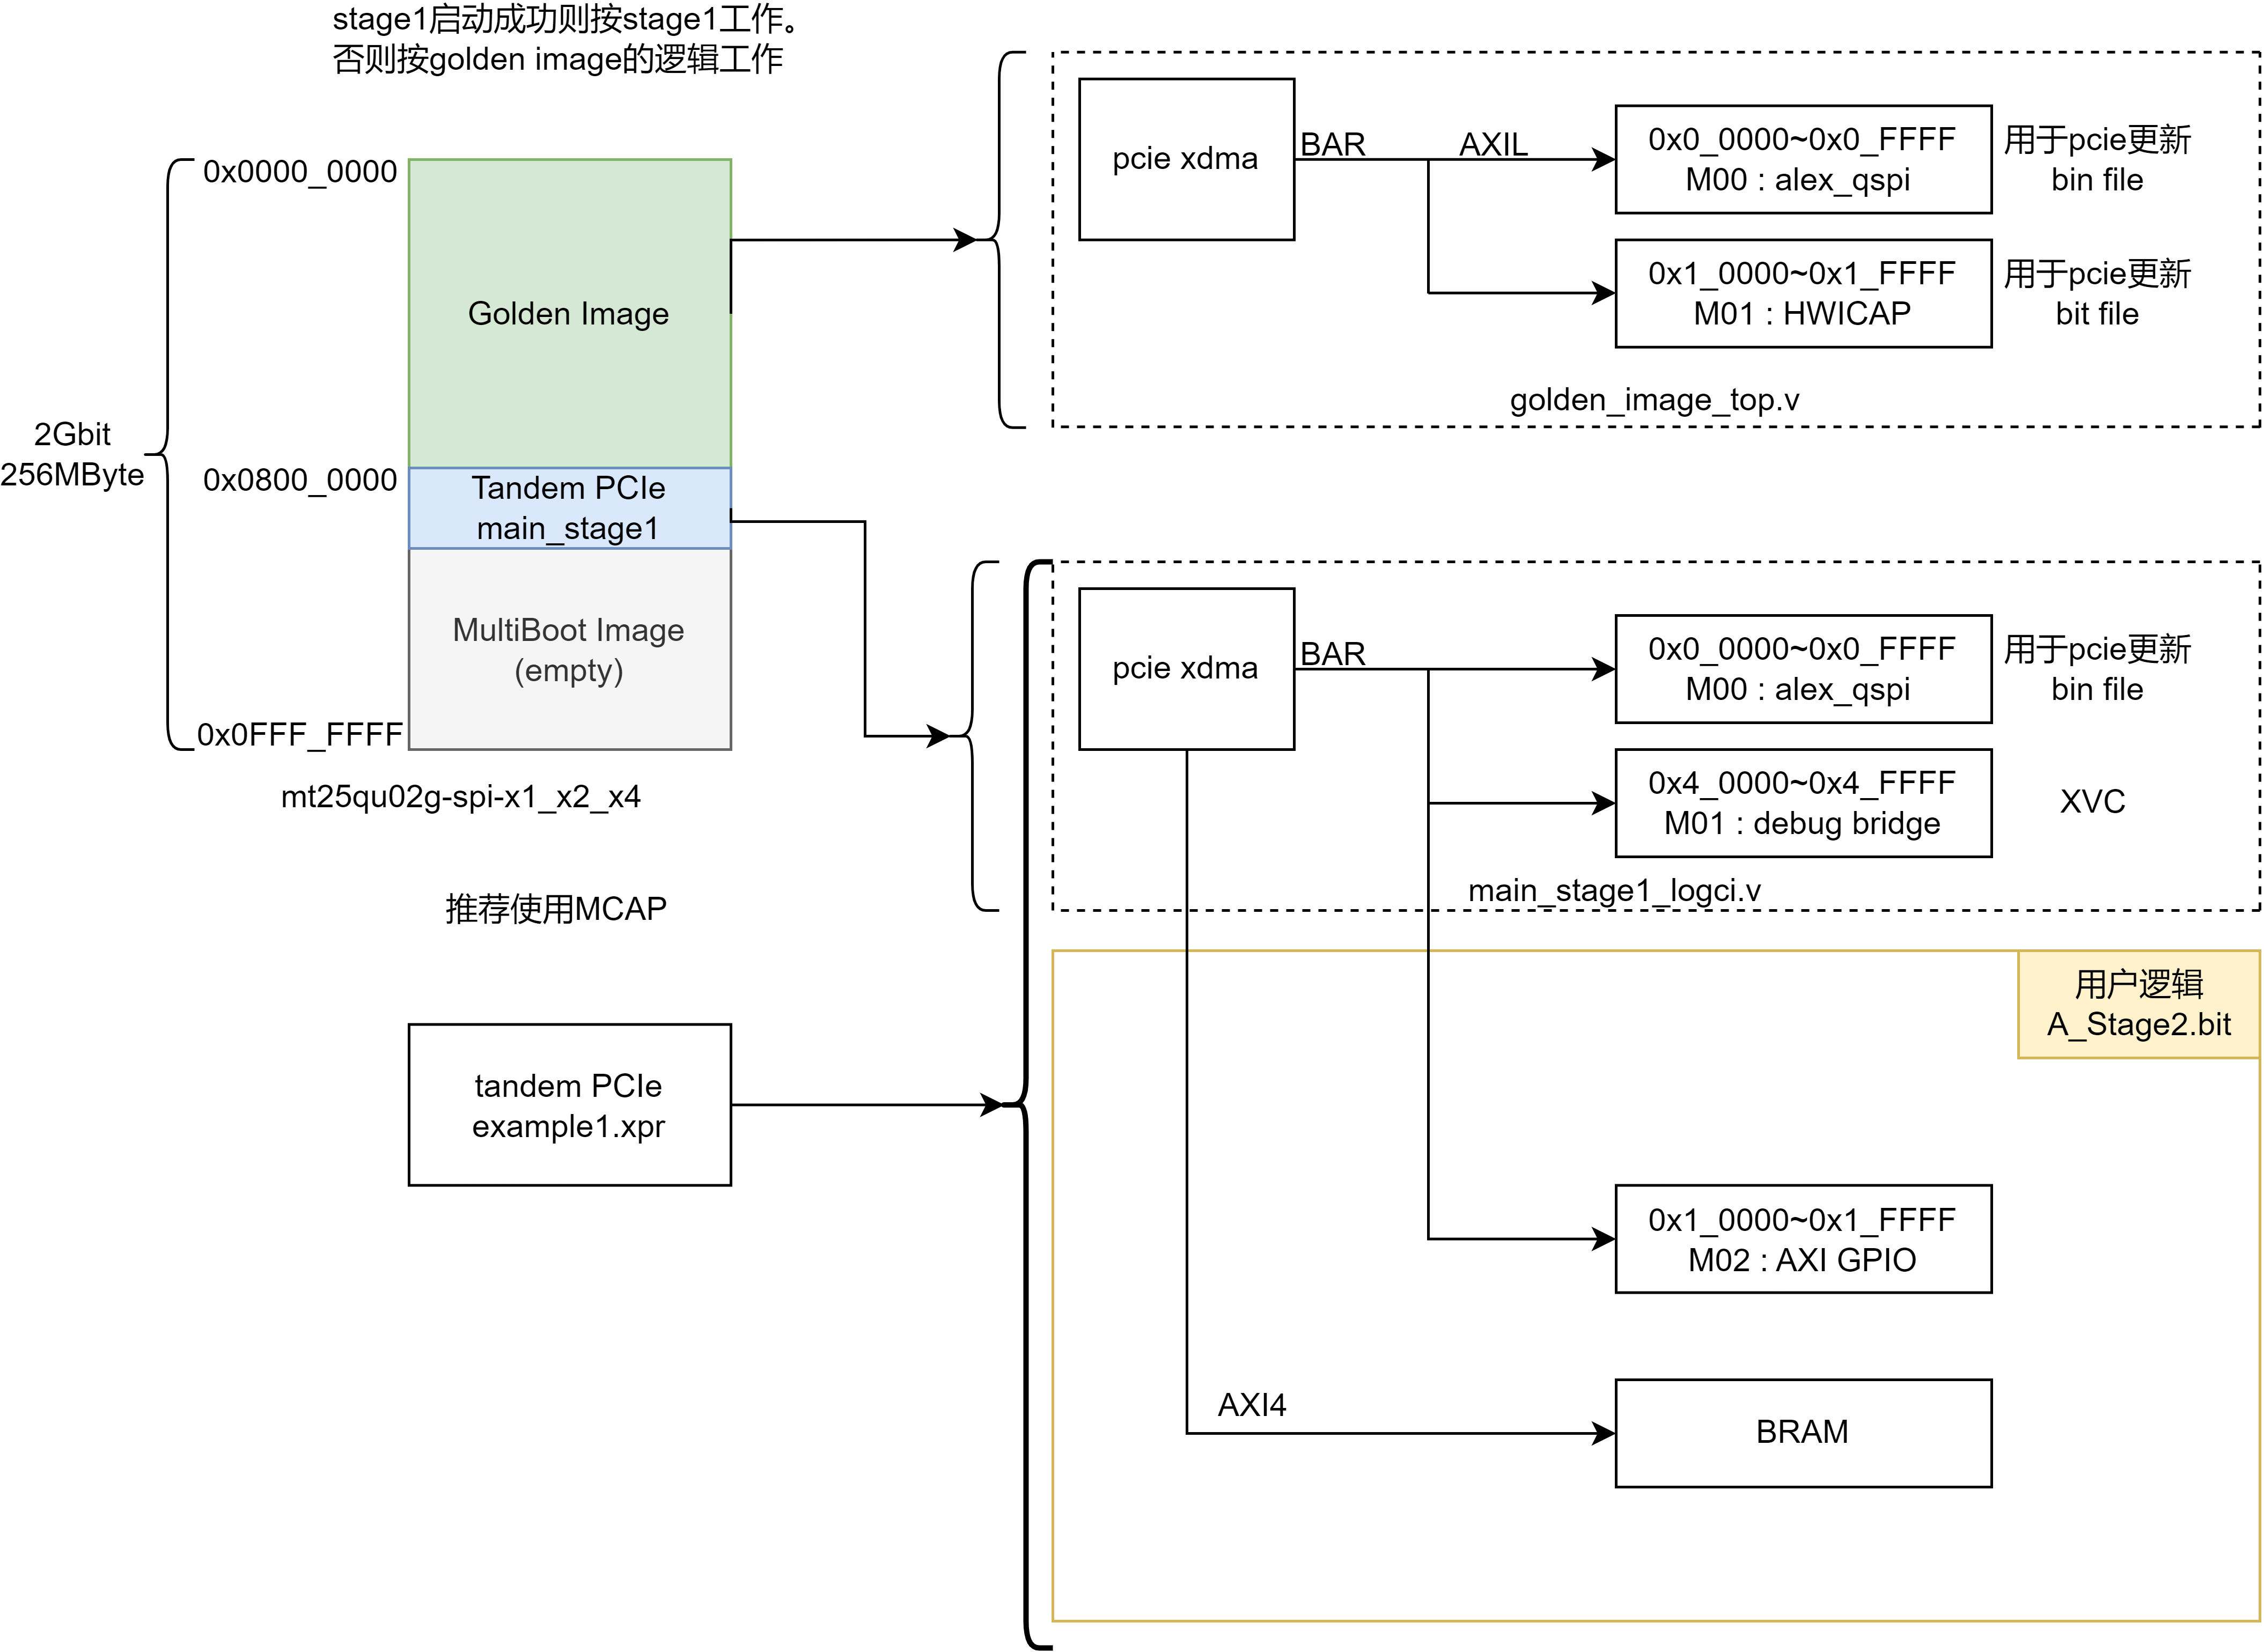 stage1启动成功则按stage1工作。
否则按golden image的逻辑工作
0x0000_0000
Golden Image
2Gbit
256MByte
0x0800_0000
Tandem PCIe
main_stage1
MultiBoot Image
(empty)
0x0FFF_FFFF
mt25qu02g-spi-x1_x2_x4
推荐使用MCAP
tandem PCIe
example1.xpr
pcie xdma
BAR
AXIL
0x0_0000~0x0_FFFF
M00 : alex_qspi
用于pcie更新
bin file
0x1_0000~0x1_FFFF
M01 : HWICAP
用于pcie更新
bit file
golden_image_top.v
pcie xdma
BAR
0x0_0000~0x0_FFFF
M00 : alex_qspi
用于pcie更新
bin file
0x4_0000~0x4_FFFF
M01 : debug bridge
XVC
main_stage1_logci.v
用户逻辑
A_Stage2.bit
0x1_0000~0x1_FFFF
M02 : AXI GPIO
AXI4
BRAM